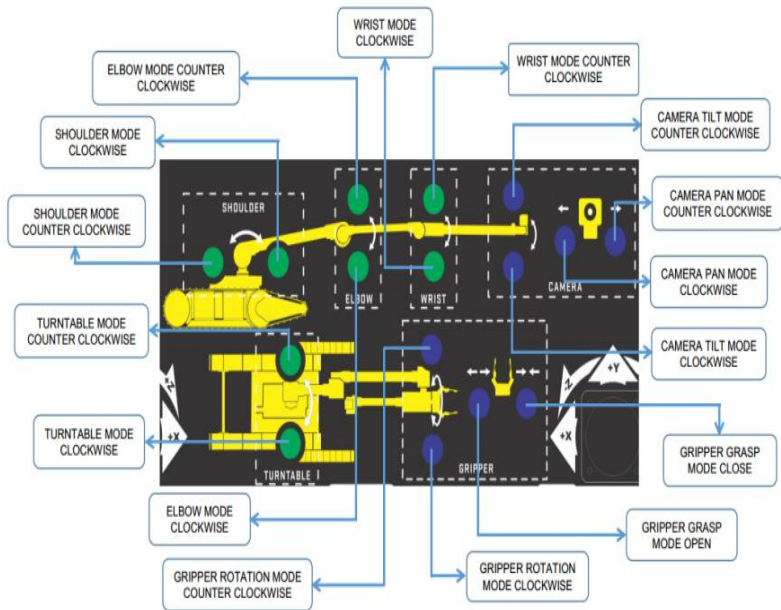 WRIST MODE
CLOCKWISE
ELBOW MODE COUNTER
CLOCKWISE
WRIST MODE COUNTER
CLOCKWISE
SHOULDER MODE
CLOCKWISE
CAMERA TILT MODE
COUNTER CLOCKWISE
SHOULDER MODE
COUNTER CLOCKWISE
CAMERA PAN MODE
COUNTER CLOCKWISE
SHOULDER
CAMERA PAN MODE
CLOCKWISE
ELBOW
WRIST
CAMERA
TURNTABLE MODE
COUNTER CLOCKWISE
CAMERA TILT MODE
CLOCKWISE
+Z
+X
-Z
+Y
+X
TURNTABLE MODE
CLOCKWISE
TURNTABLE
GRIPPER
GRIPPER GRASP
MODE CLOSE
ELBOW MODE
CLOCKWISE
GRIPPER GRASP
MODE OPEN
GRIPPER ROTATION MODE
COUNTER CLOCKWISE
GRIPPER ROTATION
MODE CLOCKWISE